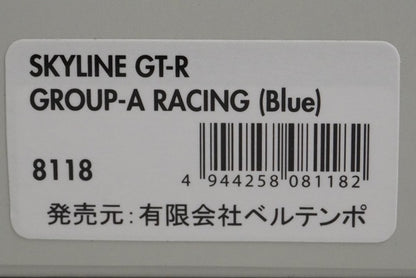 SKYLINE GT-R
GROUP-A RACING (Blue)
8118
4 944258 081182
発売元:有限会社ベルテンポ